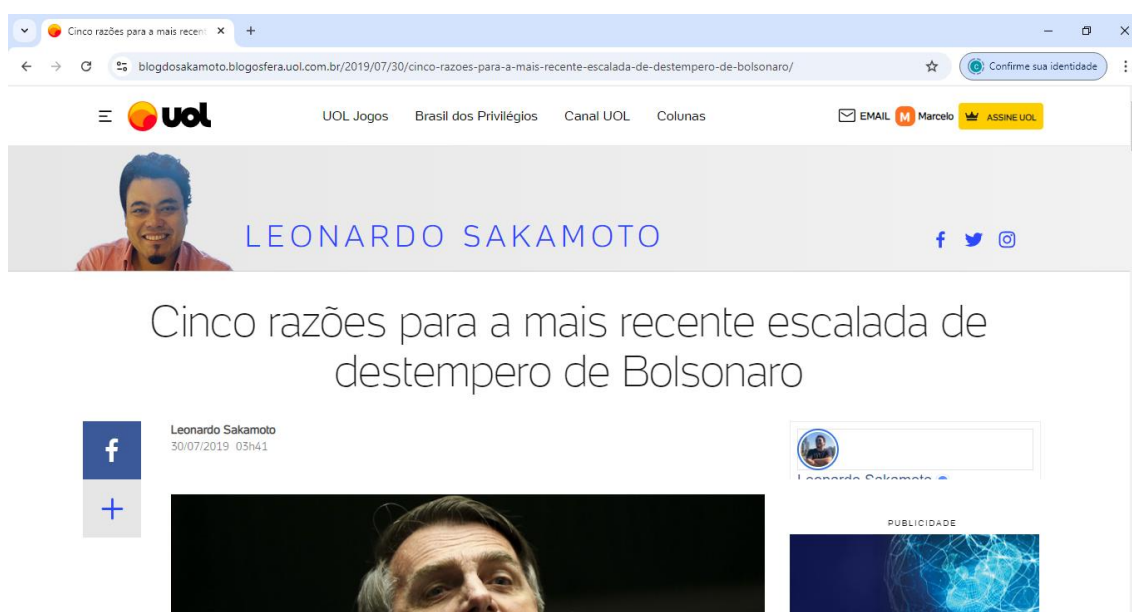 Cinco razões para a mais recen
blogdosakamoto.blogosfera.uol.com.br/2019/07/30/cinco-razoes-para-a-mais-recente-escalada-de-destempero-de-bolsonaro/
Confirme sua identidade
uol
UOL Jogos Brasil dos Privilégios Canal UOL Colunas
EMAIL M Marcelo ASSINE UOL
LEONARDO SAKAMOTO
Cinco razões para a mais recente escalada de
destempero de Bolsonaro
Leonardo Sakamoto
30/07/2019 03h41
Leonardo Sakamoto
PUBLICIDADE